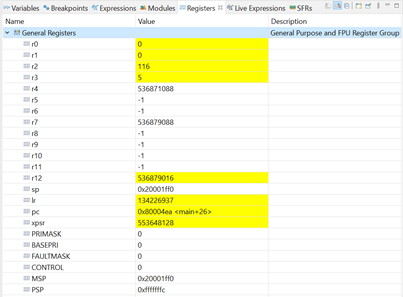 Variables Breakpoints Expressions Modules Registers Live Expressions SFRs
Name Value Description
General Registers General Purpose and FPU Register Group
r0 0
r1 0
r2 116
r3 5
r4 536871088
r5 -1
r6 -1
r7 536879088
r8 -1
r9 -1
r10 -1
r11 -1
r12 536879016
sp 0x20001ff0
lr 134226937
pc 0x80004ea <main+26>
xpsr 553648128
PRIMASK 0
BASEPRI 0
FAULTMASK 0
CONTROL 0
MSP 0x20001ff0
PSP 0xfffffffc